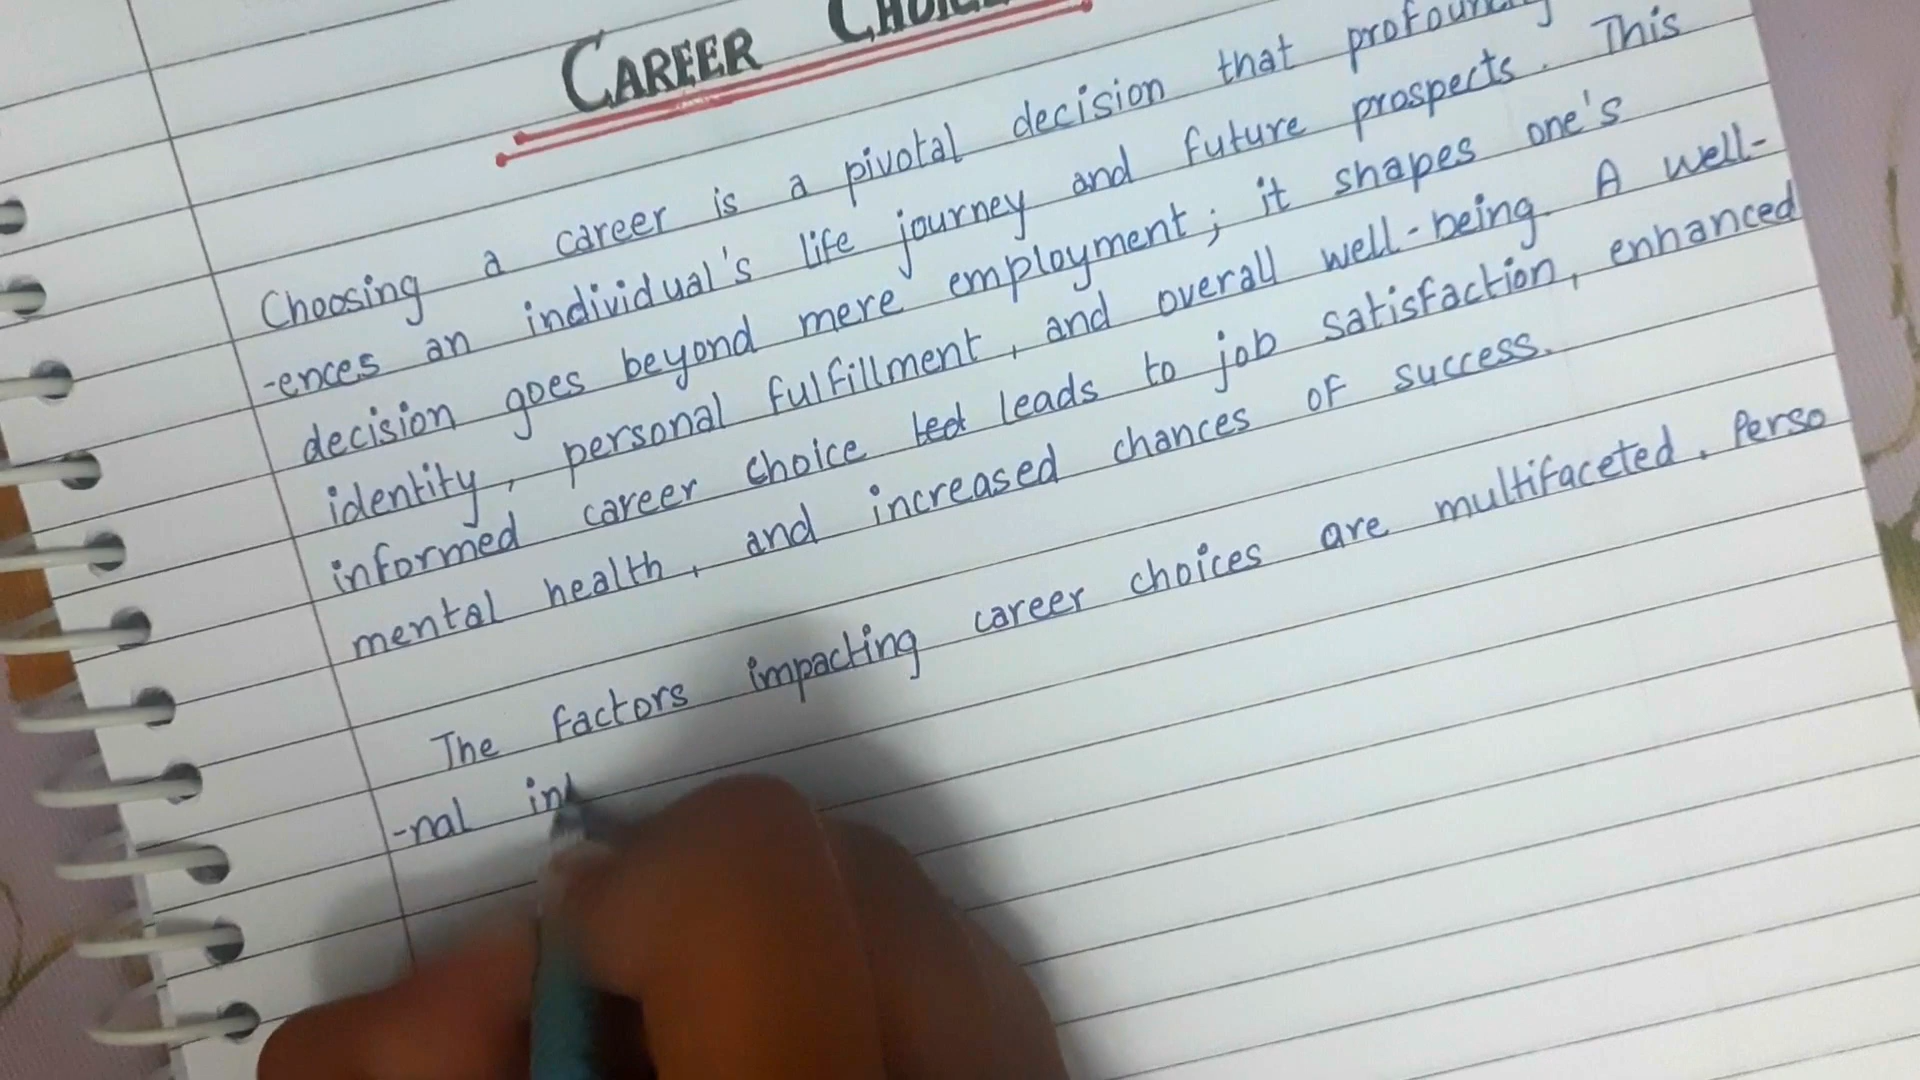 CAREER
Choosing a career is a pivotal decision that
-ences an individual's life journey and future prospects. This
decision goes beyond mere employment; it shapes one's
identity, personal fulfillment, and overall well-being. A well-
informed career choice led leads to job satisfaction, enhanced
mental health, and increased chances of success.
The factors impacting career choices are multifaceted. Perso
-nal